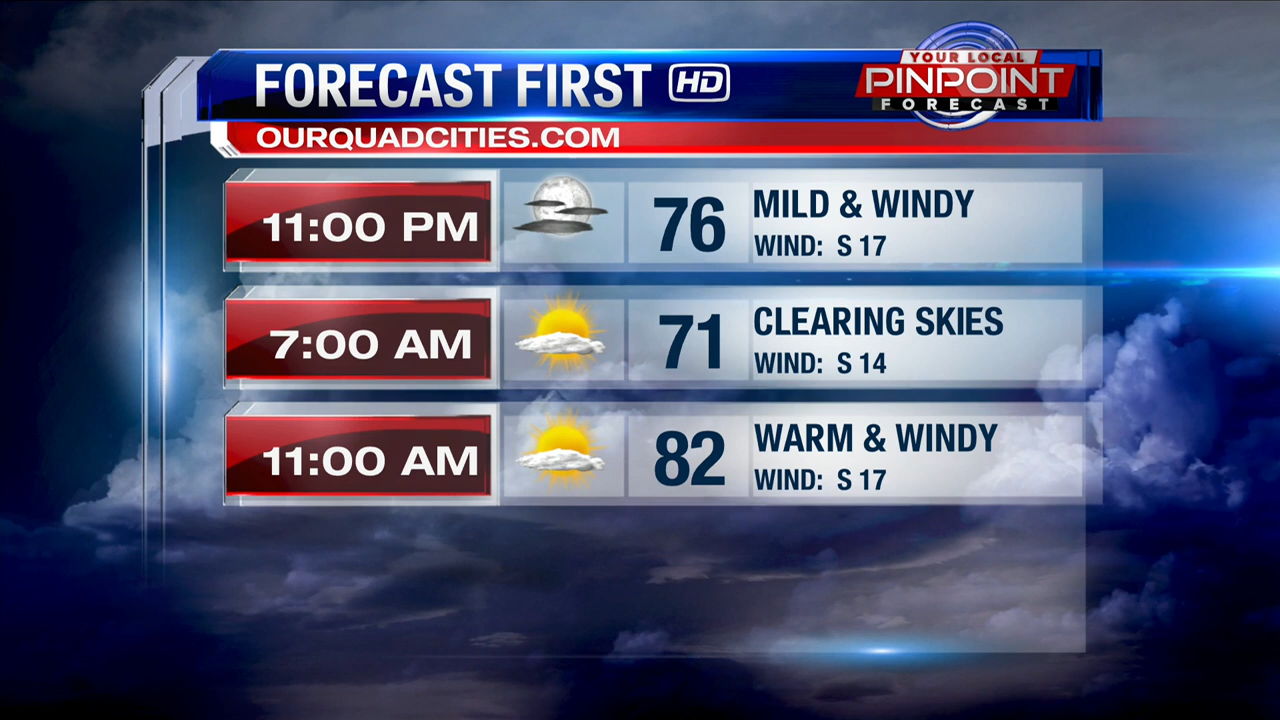 FORECAST FIRST HD
YOUR LOCAL
PINPOINT
FORECAST
OURQUADCITIES.COM
11:00 PM 76 MILD & WINDY
WIND: S 17
7:00 AM 71 CLEARING SKIES
WIND: S 14
11:00 AM 82 WARM & WINDY
WIND: S 17